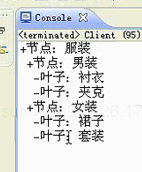 Console
<terminated> Client (95)
+节点: 服装
+节点: 男装
-叶子: 衬衣
-叶子: 夹克
+节点: 女装
-叶子: 裙子
-叶子: 套装